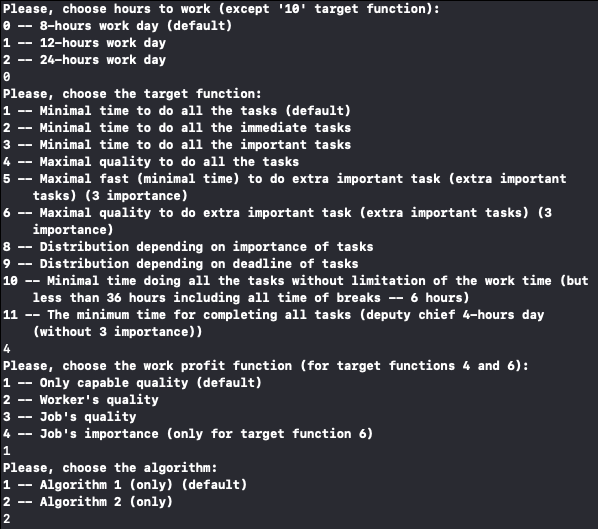 Please, choose hours to work (except '10' target function):
0 -- 8-hours work day (default)
1 -- 12-hours work day
2 -- 24-hours work day
0
Please, choose the target function:
1 -- Minimal time to do all the tasks (default)
2 -- Minimal time to do all the immediate tasks
3 -- Minimal time to do all the important tasks
4 -- Maximal quality to do all the tasks
5 -- Maximal fast (minimal time) to do extra important task (extra important
tasks) (3 importance)
6 -- Maximal quality to do extra important task (extra important tasks) (3
importance)
8 -- Distribution depending on importance of tasks
9 -- Distribution depending on deadline of tasks
10 -- Minimal time doing all the tasks without limitation of the work time (but
less than 36 hours including all time of breaks -- 6 hours)
11 -- The minimum time for completing all tasks (deputy chief 4-hours day
(without 3 importance))
4
Please, choose the work profit function (for target functions 4 and 6):
1 -- Only capable quality (default)
2 -- Worker's quality
3 -- Job's quality
4 -- Job's importance (only for target function 6)
1
Please, choose the algorithm:
1 -- Algorithm 1 (only) (default)
2 -- Algorithm 2 (only)
2